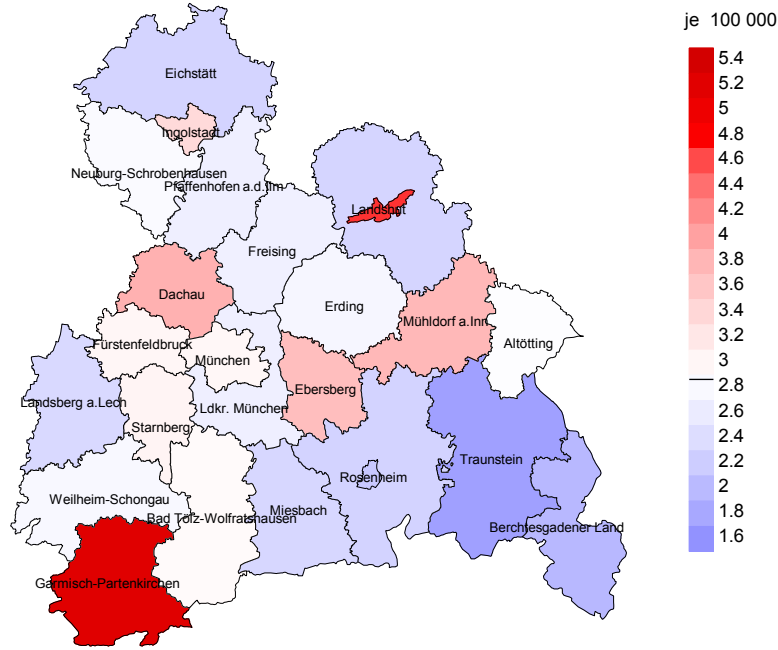 je 100 000
5.4
5.2
5
4.8
4.6
4.4
4.2
4
3.8
3.6
3.4
3.2
3
2.8
2.6
2.4
2.2
2
1.8
1.6
Eichstätt
Ingolstadt
Neuburg-Schrobenhausen
Pfaffenhofen a.d.Ilm
Landshut
Freising
Dachau
Erding
Mühldorf a.Inn
Altötting
Fürstenfeldbruck
München
Ebersberg
Landsberg a.Lech
Ldkr. München
Starnberg
Traunstein
Rosenheim
Weilheim-Schongau
Miesbach
Bad Tölz-Wolfratshausen
Berchtesgadener Land
Garmisch-Partenkirchen